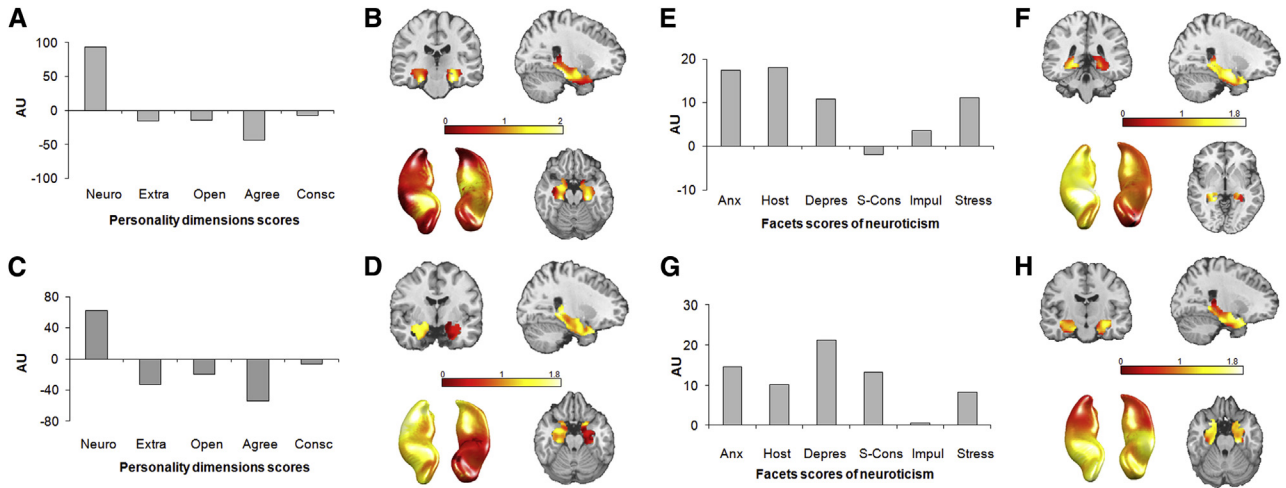 A
AU
100
50
0
-50
-100
Neuro Extra Open Agree Consc
Personality dimensions scores
B
0 1 2
C
AU
80
40
0
-40
-80
Neuro Extra Open Agree Consc
Personality dimensions scores
D
0 1 1.8
E
AU
20
10
0
-10
Anx Host Depres S-Cons Impul Stress
Facets scores of neuroticism
F
0 1 1.8
G
AU
30
20
10
0
Anx Host Depres S-Cons Impul Stress
Facets scores of neuroticism
H
0 1 1.8